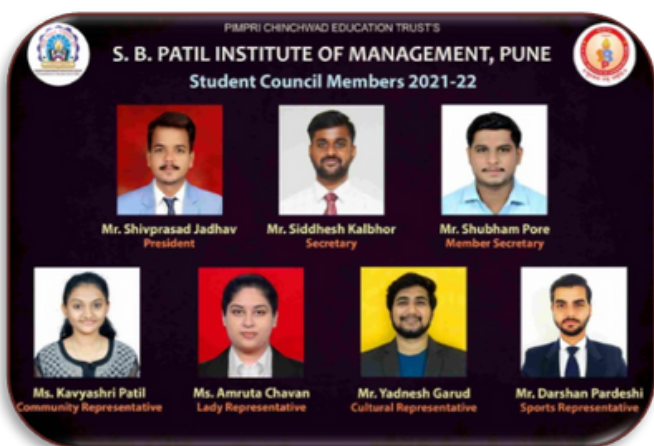 PIMPRI CHINCHWAD EDUCATION TRUST'S
S. B. PATIL INSTITUTE OF MANAGEMENT, PUNE
Student Council Members 2021-22
Mr. Shivprasad Jadhav
President
Mr. Siddhesh Kalbhor
Secretary
Mr. Shubham Pore
Member Secretary
Ms. Kavyashri Patil
Community Representative
Ms. Amruta Chavan
Lady Representative
Mr. Yadnesh Garud
Cultural Representative
Mr. Darshan Pardeshi
Sports Representative